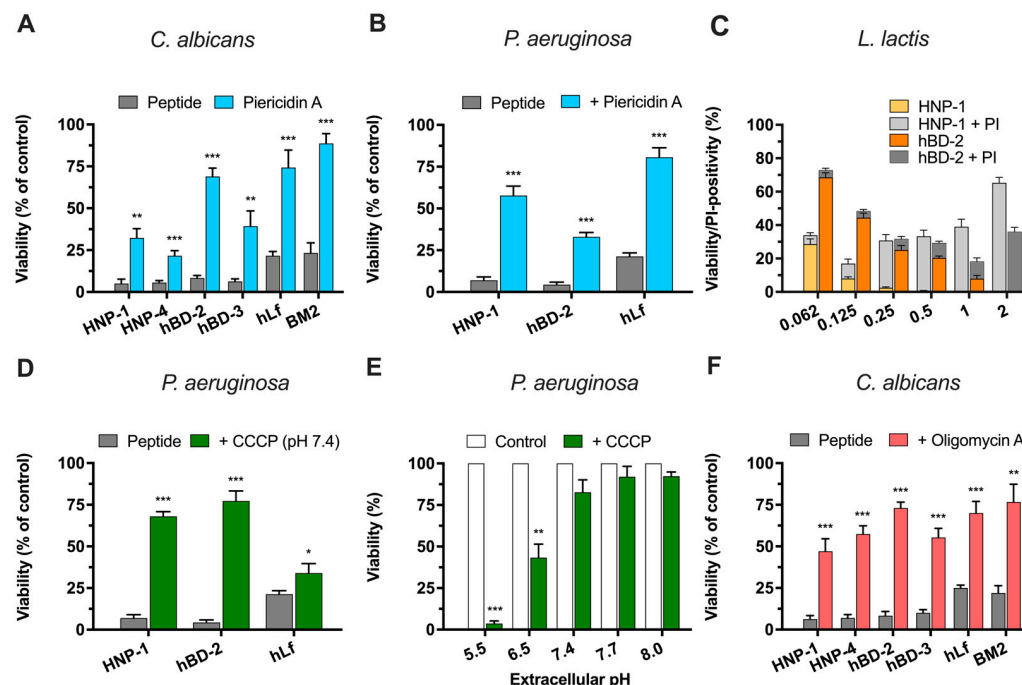 A
C. albicans
Peptide Piericidin A
Viability (% of control)
100
75
50
25
0
** *** *** ** *** ***
HNP-1 HNP-4 hBD-2 hBD-3 hLf BM2
B
P. aeruginosa
Peptide + Piericidin A
Viability (% of control)
100
75
50
25
0
*** *** ***
HNP-1 hBD-2 hLf
C
L. lactis
HNP-1
HNP-1 + PI
hBD-2
hBD-2 + PI
Viability/PI-positivity (%)
100
80
60
40
20
0
0.062 0.125 0.25 0.5 1 2
D
P. aeruginosa
Peptide + CCCP (pH 7.4)
Viability (% of control)
100
75
50
25
0
*** *** *
HNP-1 hBD-2 hLf
E
P. aeruginosa
Control + CCCP
Viability (%)
100
75
50
25
0
*** **
5.5 6.5 7.4 7.7 8.0
Extracellular pH
F
C. albicans
Peptide + Oligomycin A
Viability (% of control)
100
75
50
25
0
*** *** *** *** *** **
HNP-1 HNP-4 hBD-2 hBD-3 hLf BM2